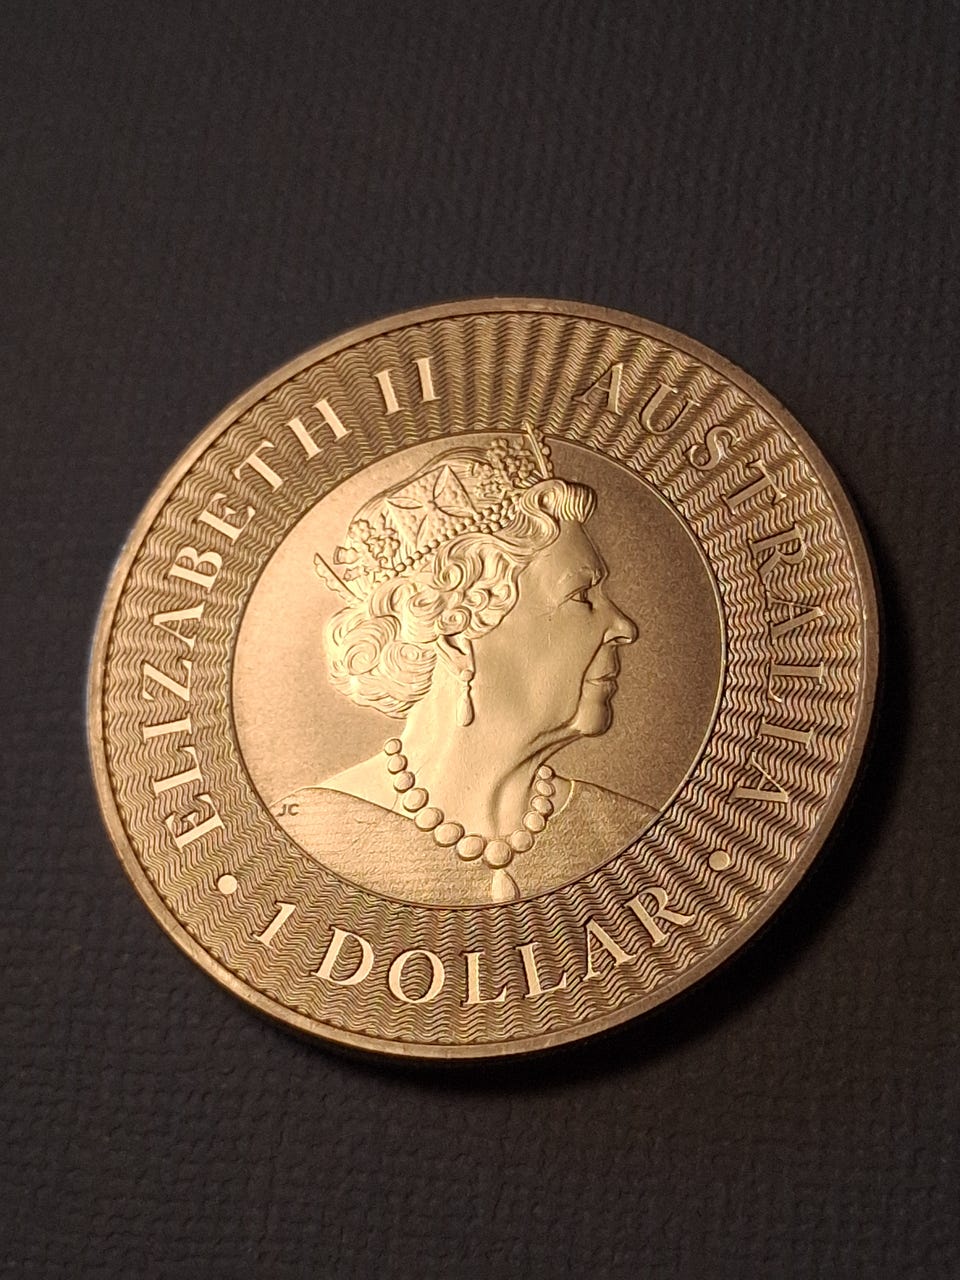 ELIZABETH II
AUSTRALIA
1 DOLLAR
JC